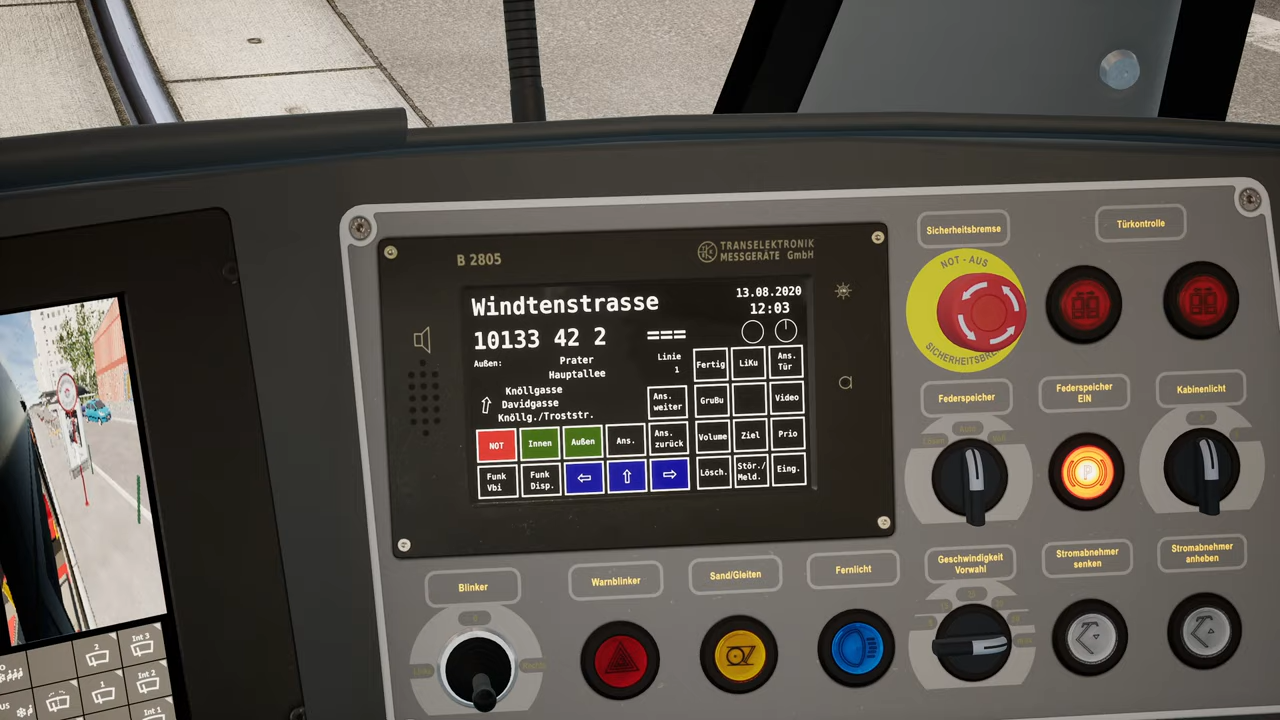 B 2805
TRANSELEKTRONIK
MESSGERÄTE GmbH
Windtenstrasse
13.08.2020
12:03
10133 42 2
===
Außen:
Prater
Hauptallee
Linie
1
Knöllgasse
Davidgasse
Knöllg./Troststr.
Fertig
LiKu
Ans.
Tür
Ans.
weiter
GruBu
Video
NOT
Innen
Außen
Ans.
Ans.
zurück
Volume
Ziel
Prio
Funk
Vbi
Funk
Disp.
Lösch.
Stör./
Meld.
Eing.
Sicherheitsbremse
NOT - AUS
Türkontrolle
Federspeicher
Federspeicher
EIN
Kabinenlicht
P
Blinker
Warnblinker
Sand/Gleiten
Fernlicht
Geschwindigkeit
Vorwahl
Stromabnehmer
senken
Stromabnehmer
anheben
Int 3
2
Int 2
1
Int 1